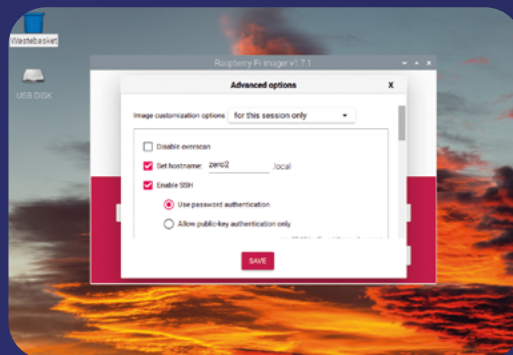 Wastebasket
USB DISK
Raspberry Pi Imager v1.7.1
Advanced options
X
Image customization options
for this session only
Disable overscan
Set hostname: zero2 .local
Enable SSH
Use password authentication
Allow public-key authentication only
SAVE